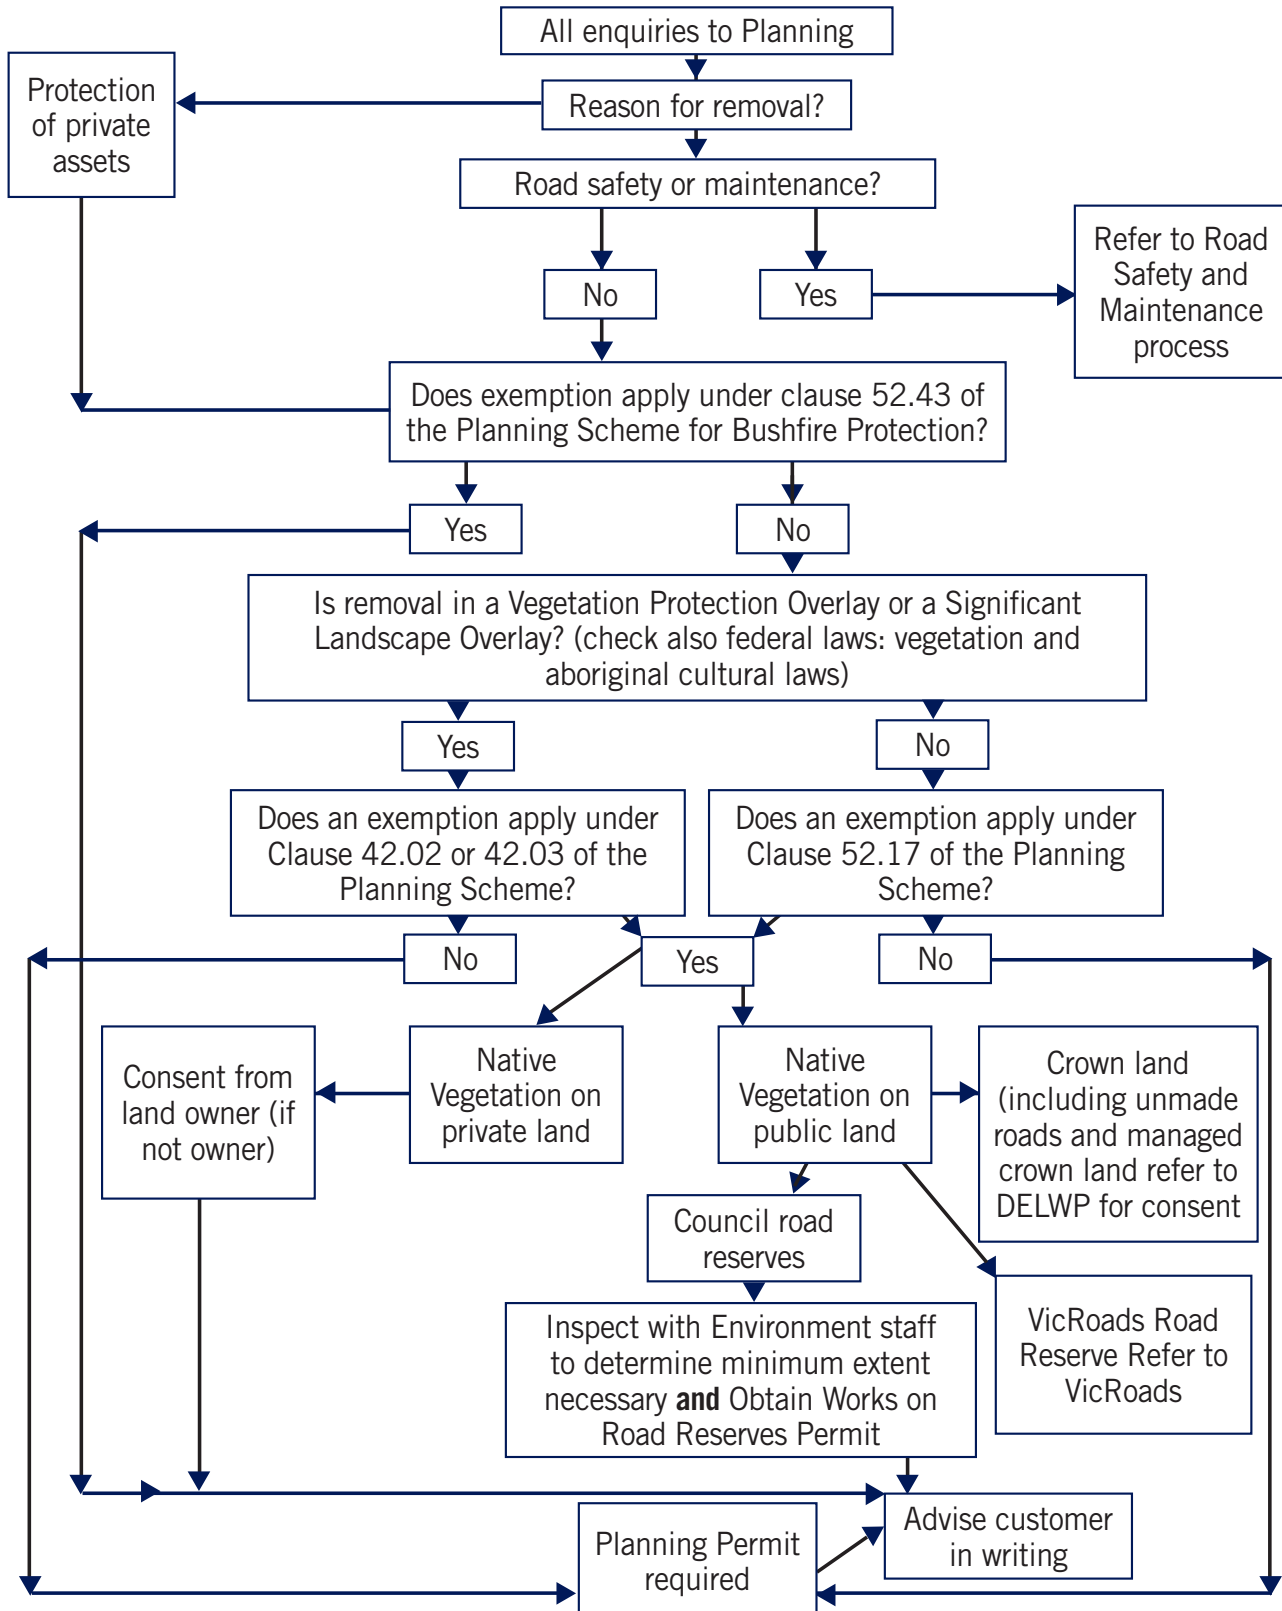 All enquiries to Planning
Protection
of private
assets
Reason for removal?
Road safety or maintenance?
Refer to Road
Safety and
Maintenance
process
No
Yes
Does exemption apply under clause 52.43 of
the Planning Scheme for Bushfire Protection?
Yes
No
Is removal in a Vegetation Protection Overlay or a Significant
Landscape Overlay? (check also federal laws: vegetation and
aboriginal cultural laws)
Yes
No
Does an exemption apply under
Clause 42.02 or 42.03 of the
Planning Scheme?
Does an exemption apply under
Clause 52.17 of the Planning
Scheme?
No
Yes
No
Consent from
land owner (if
not owner)
Native
Vegetation on
private land
Native
Vegetation on
public land
Crown land
(including unmade
roads and managed
crown land refer to
DELWP for consent
Council road
reserves
VicRoads Road
Reserve Refer to
VicRoads
Inspect with Environment staff
to determine minimum extent
necessary and Obtain Works on
Road Reserves Permit
Advise customer
in writing
Planning Permit
required